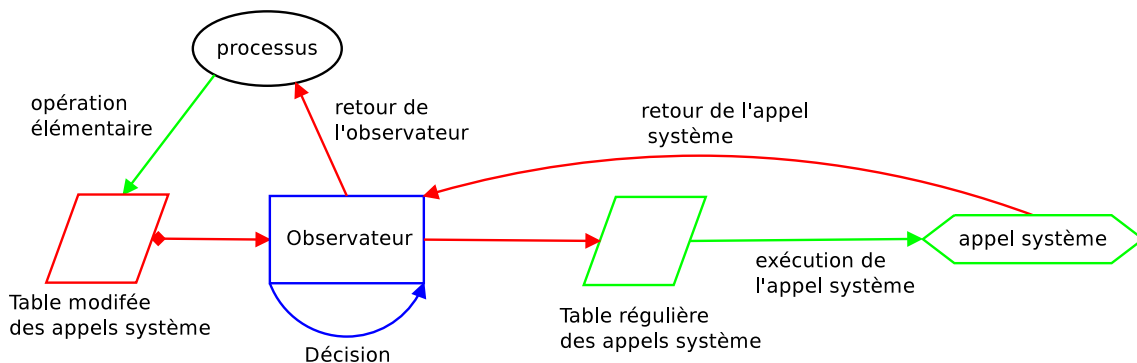 processus
opération
élémentaire
retour de
l'observateur
retour de l'appel
système
Observateur
appel système
exécution de
l'appel système
Table modifée
des appels système
Table régulière
des appels système
Décision